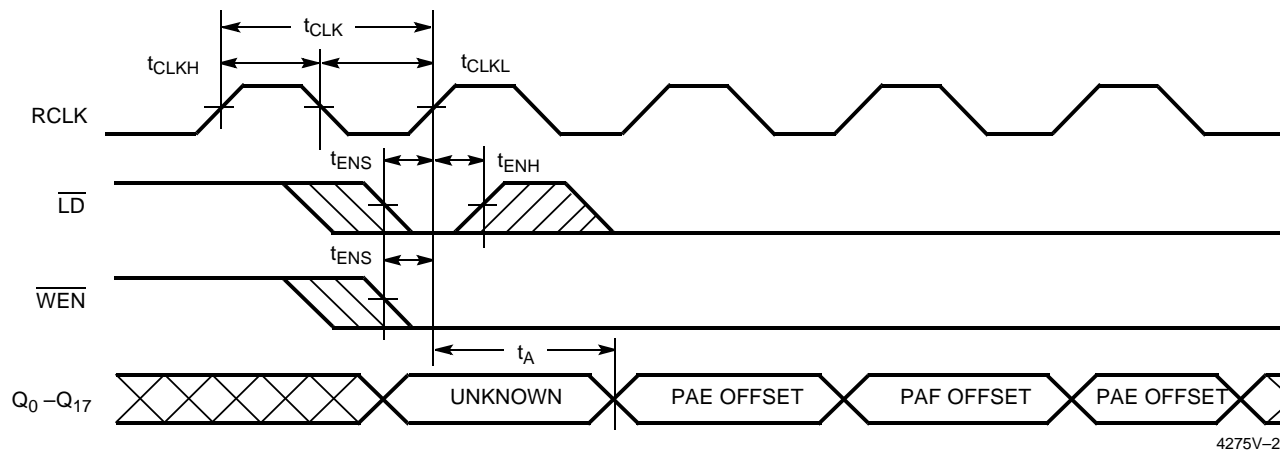 tCLK
tCLKH
tCLKL
RCLK
tENS
tENH
LD
tENS
WEN
tA
Q0 –Q17
UNKNOWN
PAE OFFSET
PAF OFFSET
PAE OFFSET
4275V–2